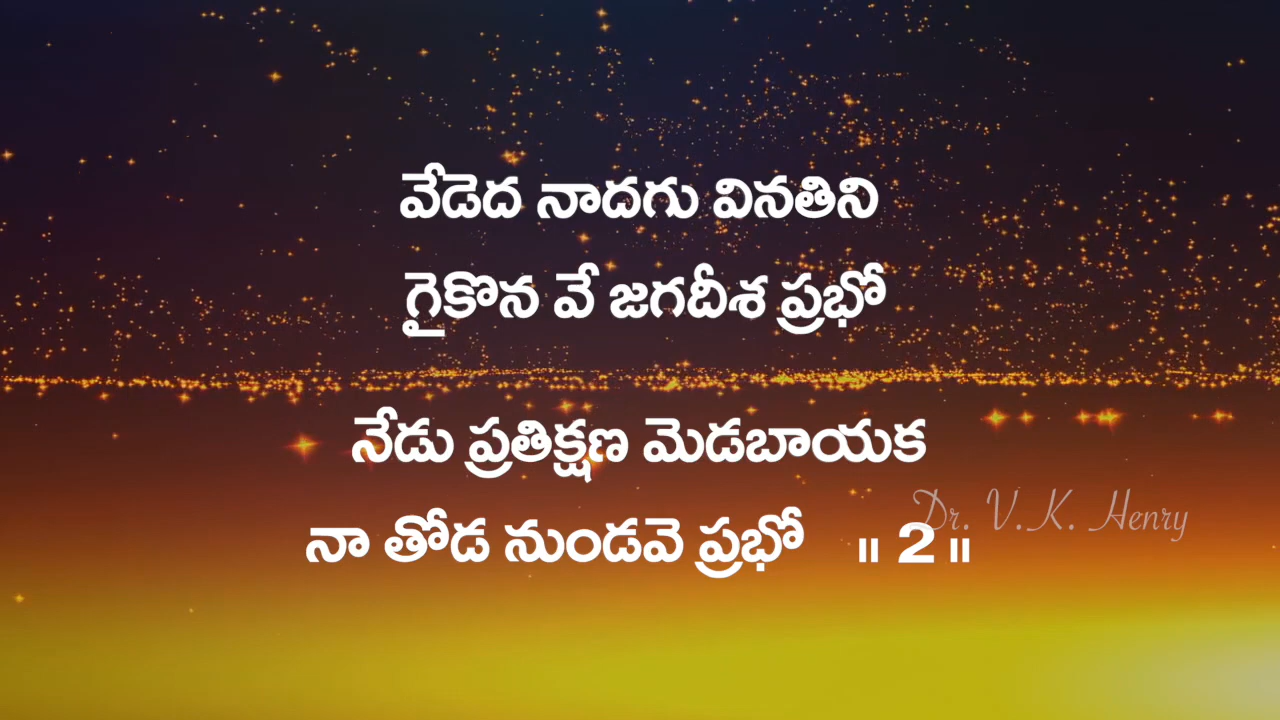 వేడెద నాదగు వినతిని
గైకొన వే జగదీశ ప్రభో
నేడు ప్రతిక్షణ మెడబాయక
నా తోడ నుండవె ప్రభో ॥ 2 ॥
Dr. V.K. Henry